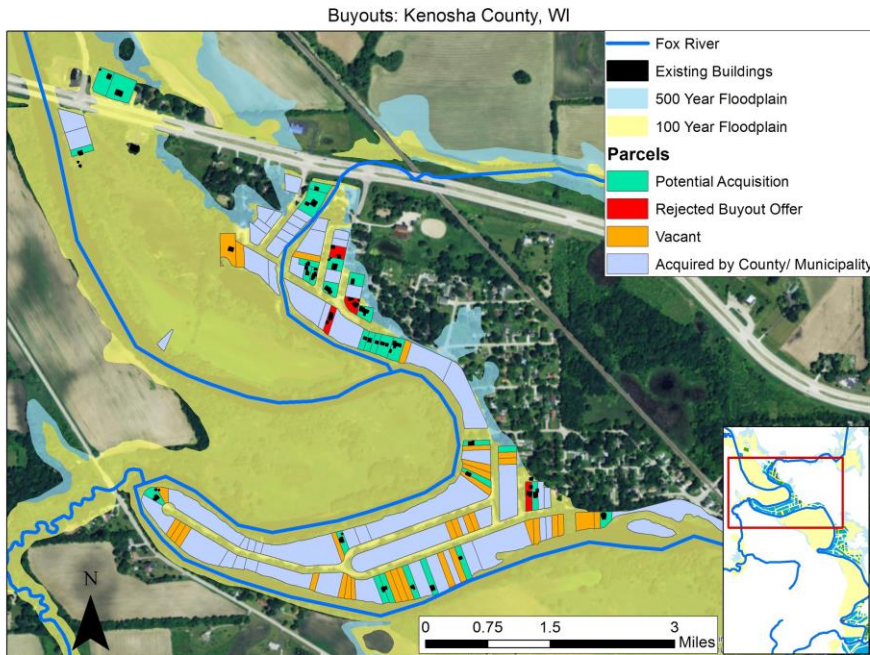 Buyouts: Kenosha County, WI
Fox River
Existing Buildings
500 Year Floodplain
100 Year Floodplain
Parcels
Potential Acquisition
Rejected Buyout Offer
Vacant
Acquired by County/ Municipality
N
0 0.75 1.5 3
Miles